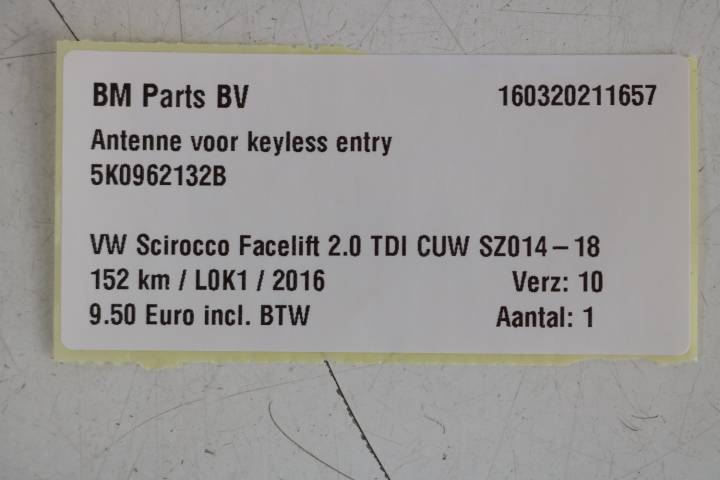 BM Parts BV 160320211657
Antenne voor keyless entry
5K0962132B
VW Scirocco Facelift 2.0 TDI CUW SZ014-18
152 km / L0K1 / 2016 Verz: 10
9.50 Euro incl. BTW Aantal: 1